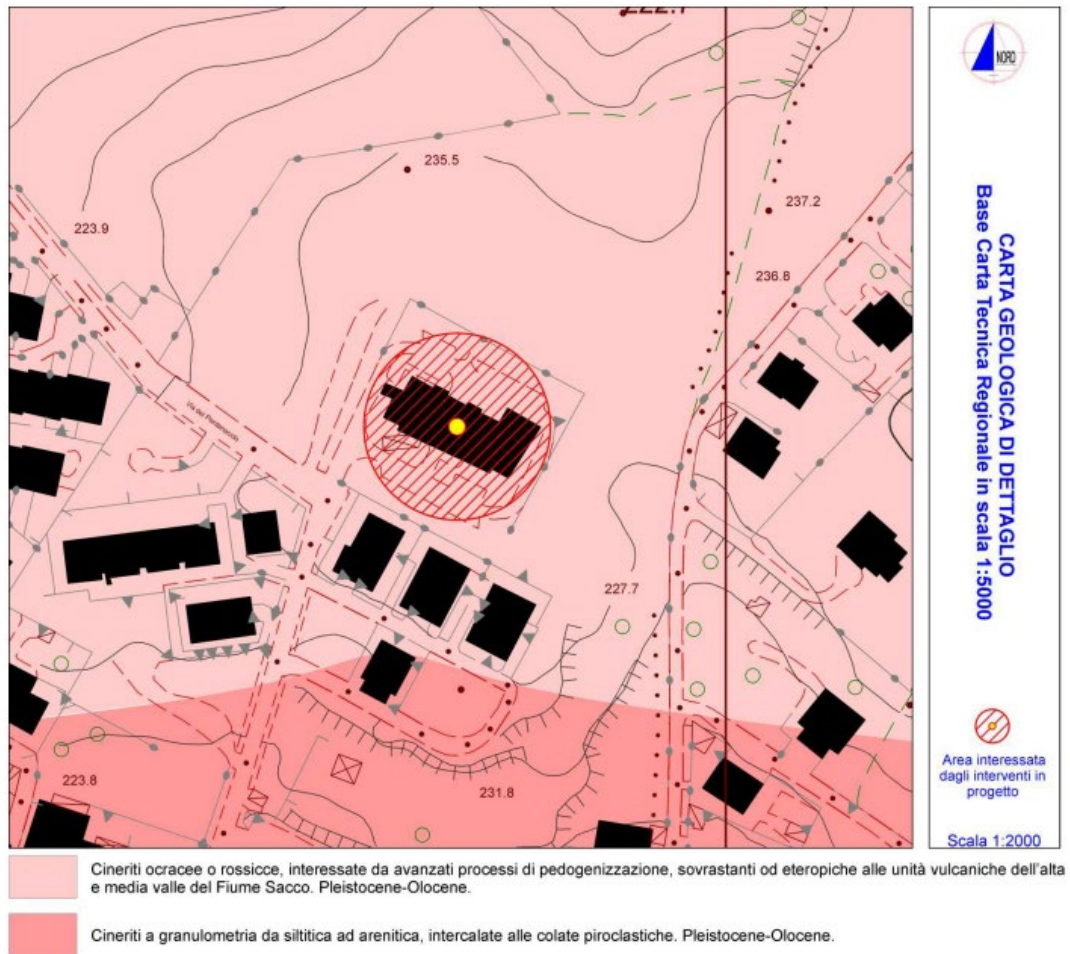 222.1
235.5
237.2
223.9
236.8
227.7
223.8
231.8
NORD
CARTA GEOLOGICA DI DETTAGLIO
Base Carta Tecnica Regionale in scala 1:5000
Area interessata
dagli interventi in
progetto
Scala 1:2000
Cineriti ocracee o rossicce, interessate da avanzati processi di pedogenizzazione, sovrastanti od eteropiche alle unità vulcaniche dell'alta
e media valle del Fiume Sacco. Pleistocene-Olocene.
Cineriti a granulometria da siltitica ad arenitica, intercalate alle colate piroclastiche. Pleistocene-Olocene.